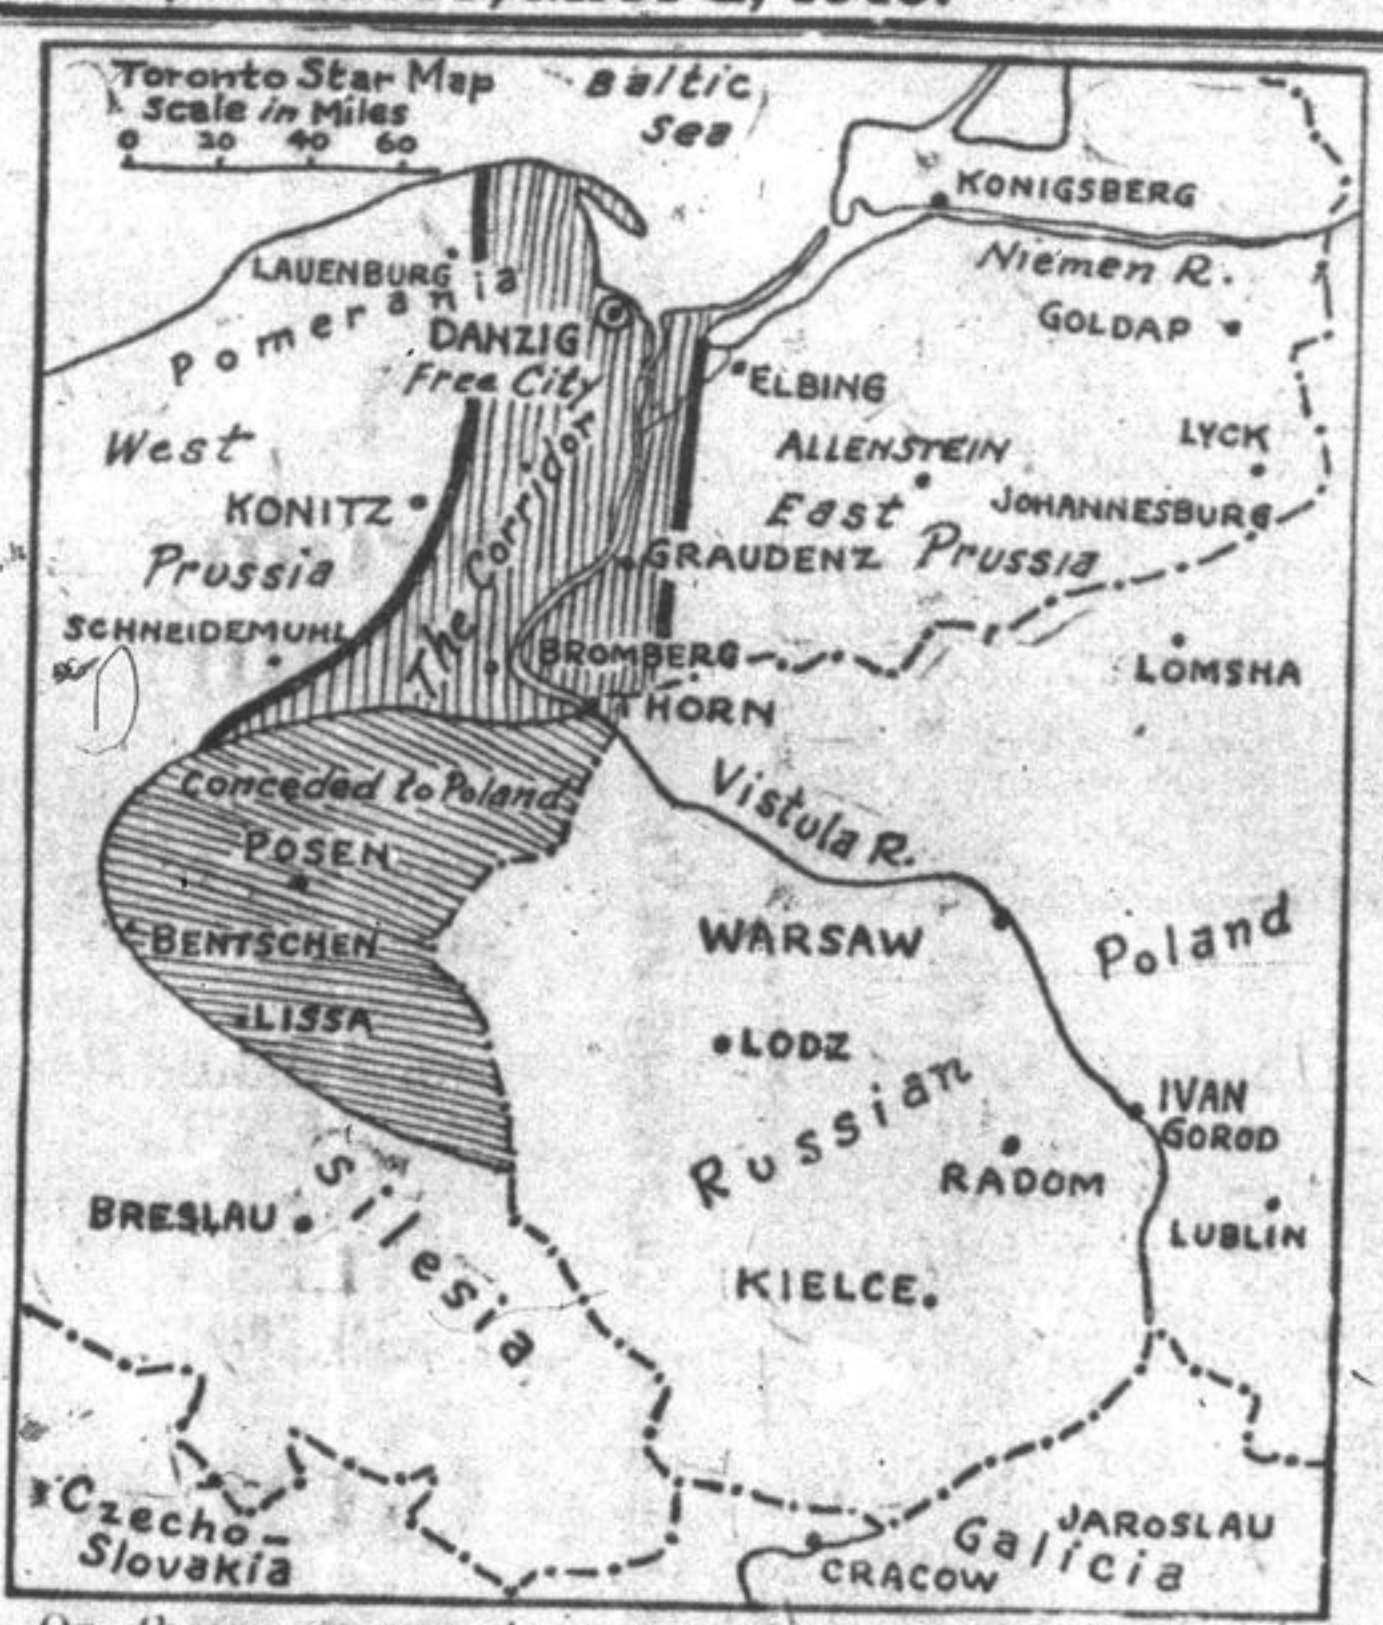 Toronto Star Map
Scale in Miles
0 20 40 60
Baltic
Sea
KONIGSBERG
Niemen R.
GOLDAP
LAUENBURG
Pomerania
DANZIG
Free City
ELBING
West
Prussia
ALLENSTEIN
LYCK
KONITZ
East Prussia
JOHANNESBURG
The Corridor
GRAUDENZ
SCHNEIDEMUHL
BROMBERG
LOMSHA
THORN
Conceded to Poland
Vistula R.
POSEN
BENTSCHEN
WARSAW
Poland
LISSA
LODZ
Russian
IVAN
GOROD
RADOM
BRESLAU
Silesia
LUBLIN
KIELCE
Czecho-
Slovakia
JAROSLAU
Galicia
CRACOW